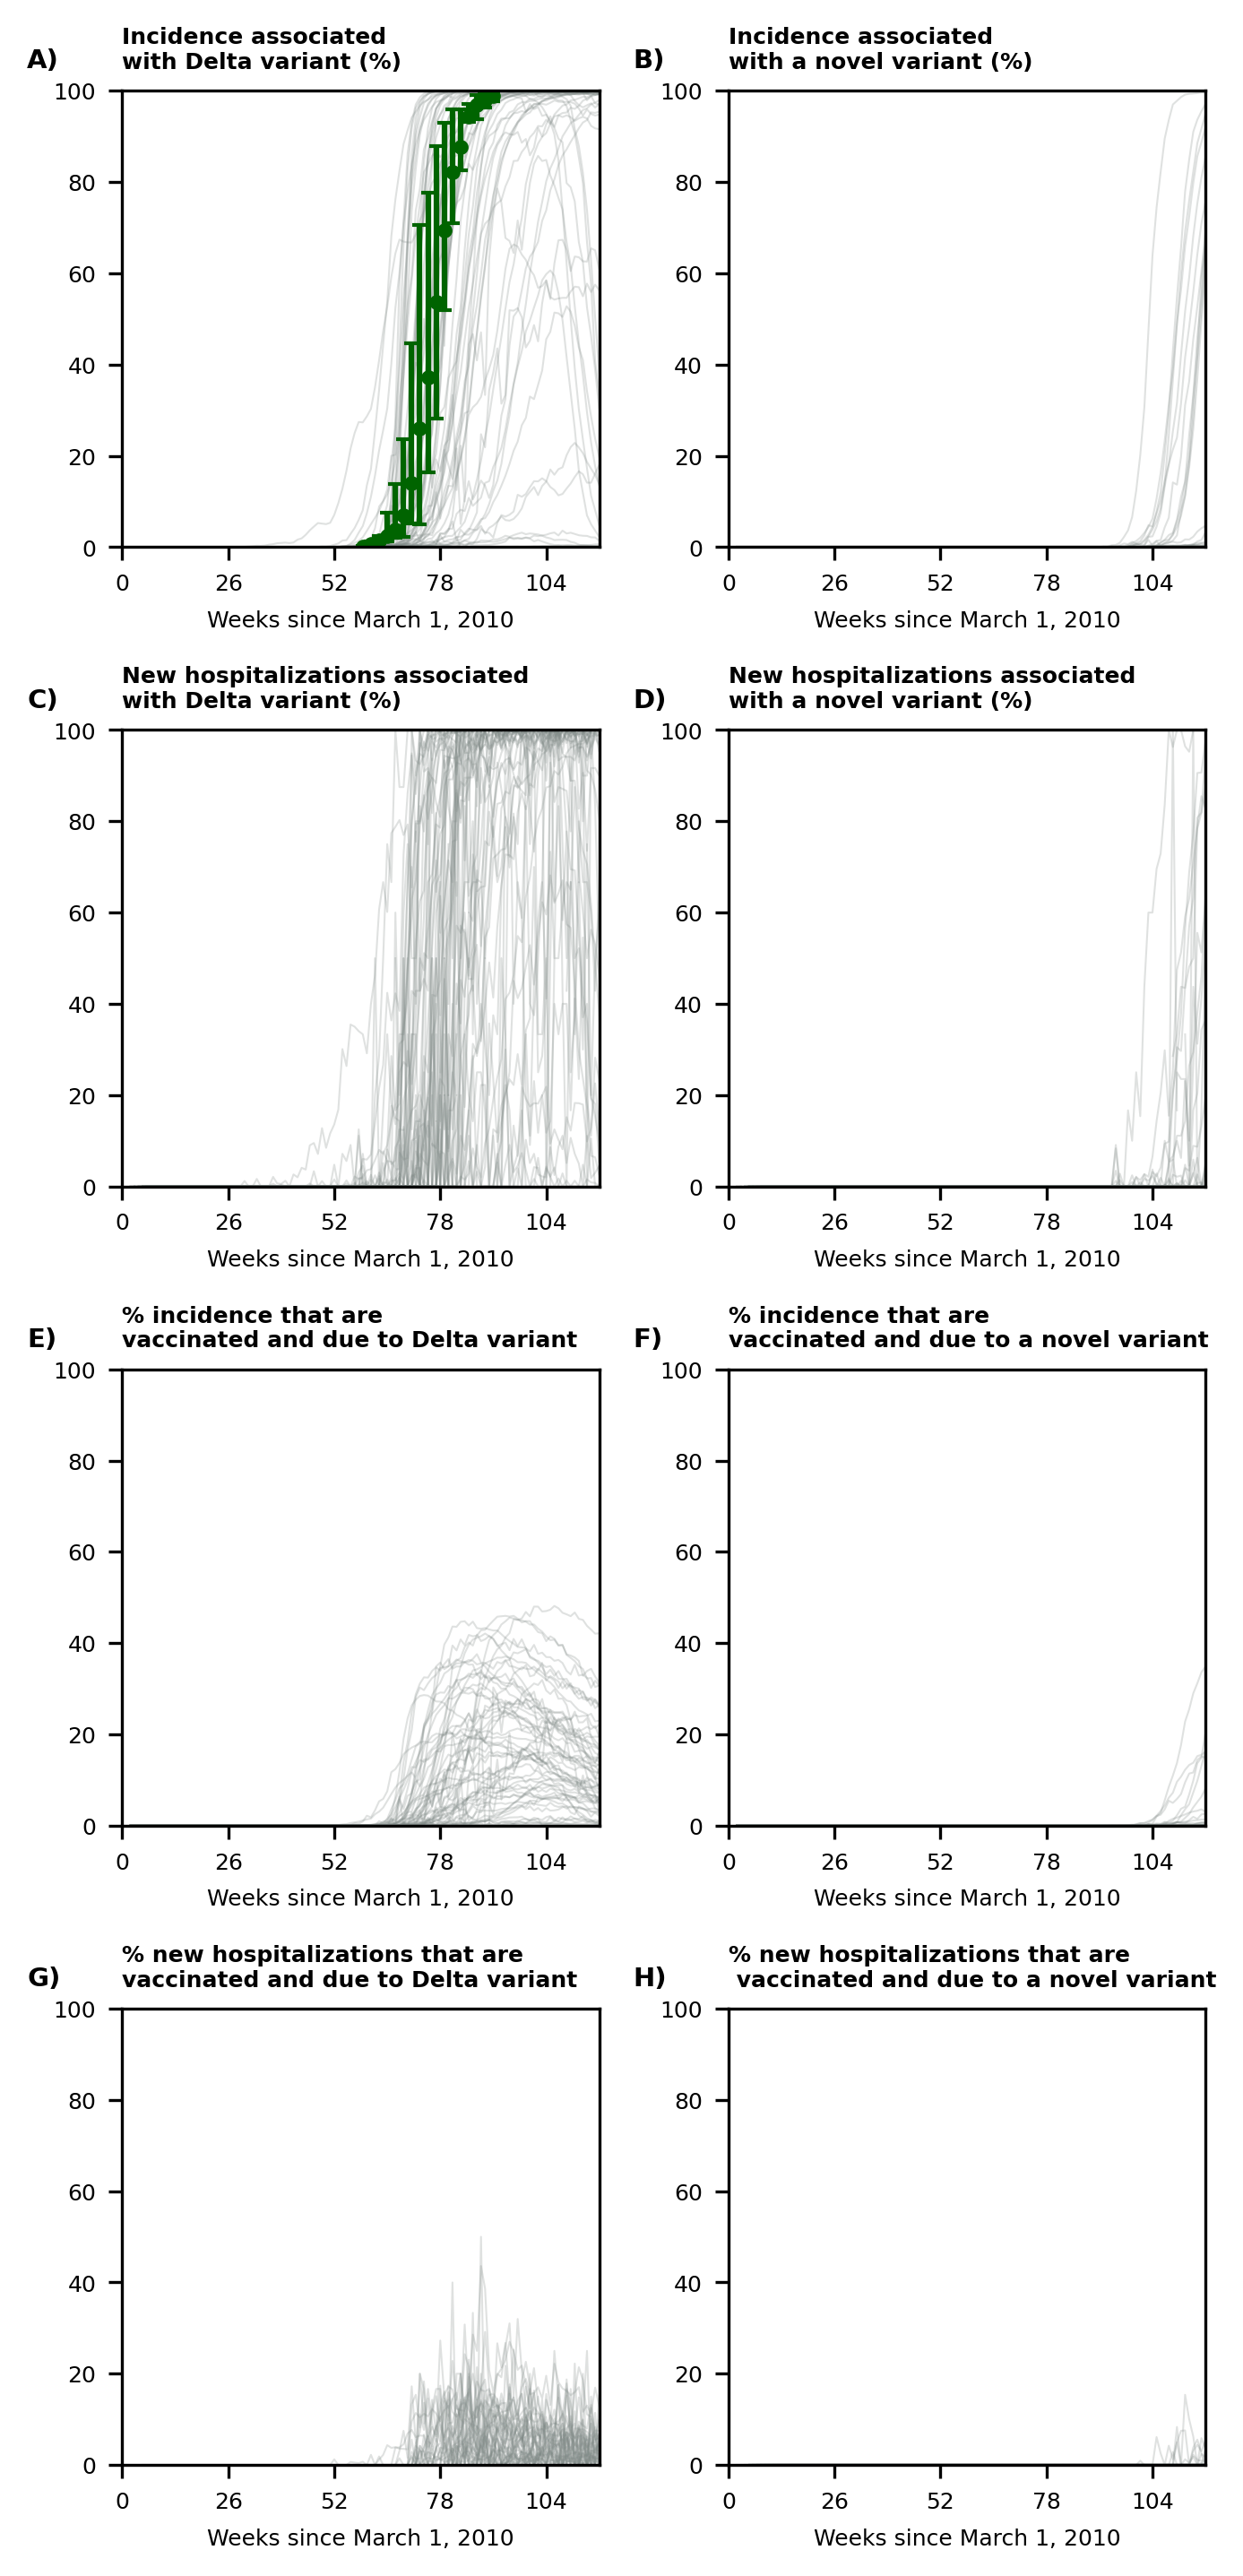 A)
Incidence associated
with Delta variant (%)
100
80
60
40
20
0
0 26 52 78 104
Weeks since March 1, 2010
B)
Incidence associated
with a novel variant (%)
100
80
60
40
20
0
0 26 52 78 104
Weeks since March 1, 2010
C)
New hospitalizations associated
with Delta variant (%)
100
80
60
40
20
0
0 26 52 78 104
Weeks since March 1, 2010
D)
New hospitalizations associated
with a novel variant (%)
100
80
60
40
20
0
0 26 52 78 104
Weeks since March 1, 2010
E)
% incidence that are
vaccinated and due to Delta variant
100
80
60
40
20
0
0 26 52 78 104
Weeks since March 1, 2010
F)
% incidence that are
vaccinated and due to a novel variant
100
80
60
40
20
0
0 26 52 78 104
Weeks since March 1, 2010
G)
% new hospitalizations that are
vaccinated and due to Delta variant
100
80
60
40
20
0
0 26 52 78 104
Weeks since March 1, 2010
H)
% new hospitalizations that are
vaccinated and due to a novel variant
100
80
60
40
20
0
0 26 52 78 104
Weeks since March 1, 2010